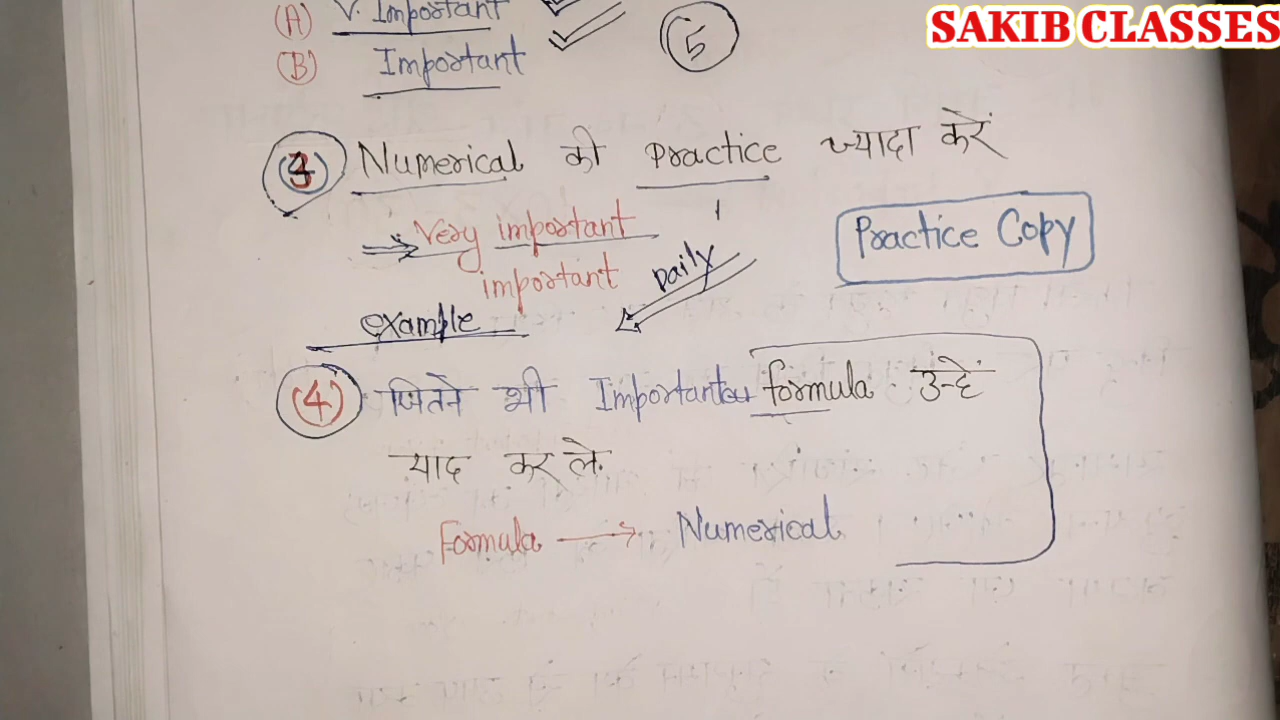 SAKIB CLASSES
(A) V. Important
(B) Important
5
(3) Numerical की Practice ज्यादा करें
⇒ Very important
important
Daily
Practice Copy
example
(4) जितने भी Important formula उन्हें
याद कर ले.
Formula → Numerical